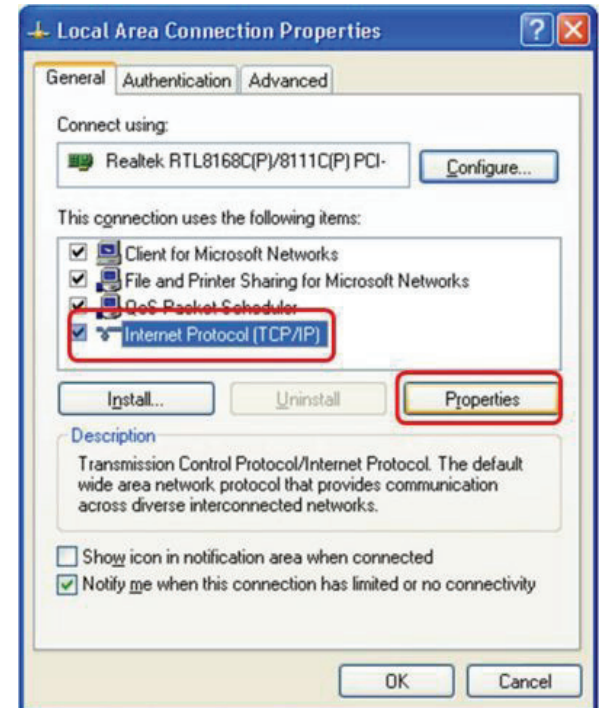 Local Area Connection Properties
General Authentication Advanced
Connect using:
Realtek RTL8168C(P)/8111C(P) PCI-
Configure...
This connection uses the following items:
Client for Microsoft Networks
File and Printer Sharing for Microsoft Networks
QoS Packet Scheduler
Internet Protocol (TCP/IP)
Install... Uninstall Properties
Description
Transmission Control Protocol/Internet Protocol. The default
wide area network protocol that provides communication
across diverse interconnected networks.
Show icon in notification area when connected
Notify me when this connection has limited or no connectivity
OK Cancel